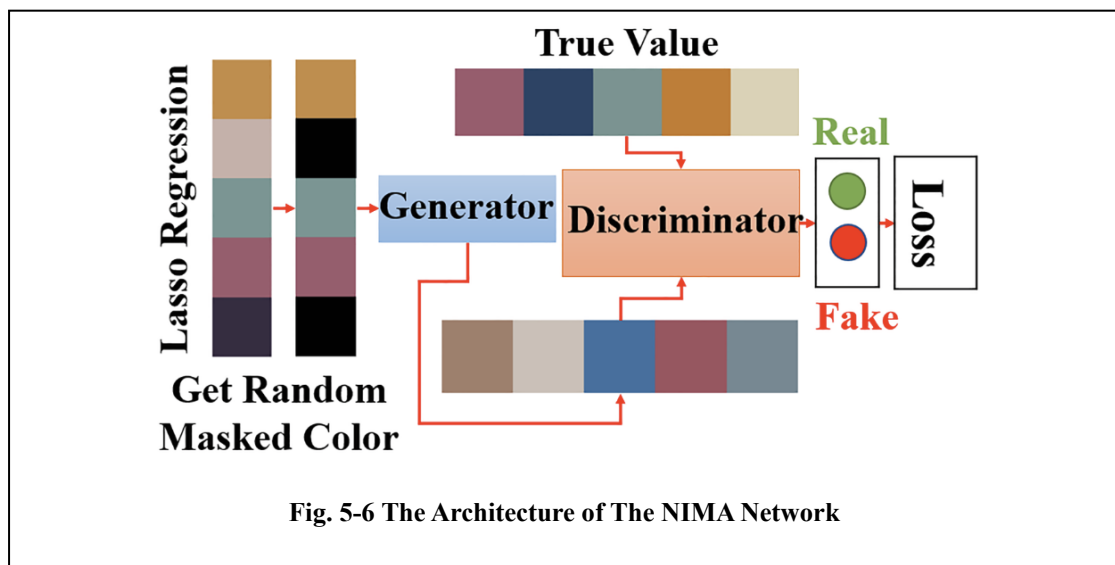 True Value
Lasso Regression
Generator
Discriminator
Real
Fake
Loss
Get Random
Masked Color
Fig. 5-6 The Architecture of The NIMA Network